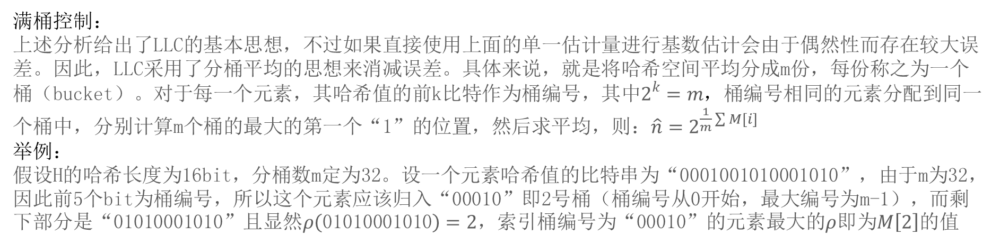 满桶控制：
上述分析给出了LLC的基本思想，不过如果直接使用上面的单一估计量进行基数估计会由于偶然性而存在较大误
差。因此，LLC采用了分桶平均的思想来消减误差。具体来说，就是将哈希空间平均分成m份，每份称之为一个
桶（bucket）。对于每一个元素，其哈希值的前k比特作为桶编号，其中2^k = m，桶编号相同的元素分配到同一
个桶中，分别计算m个桶的最大的第一个“1”的位置，然后求平均，则：n̂ = 2^{\frac{1}{m}∑ M[i]}
举例：
假设H的哈希长度为16bit，分桶数m定为32。设一个元素哈希值的比特串为“0001001010001010”，由于m为32，
因此前5个bit为桶编号，所以这个元素应该归入“00010”即2号桶（桶编号从0开始，最大编号为m-1），而剩
下部分是“01010001010”且显然ρ(01010001010) = 2，索引桶编号为“00010”的元素最大的ρ即为M[2]的值